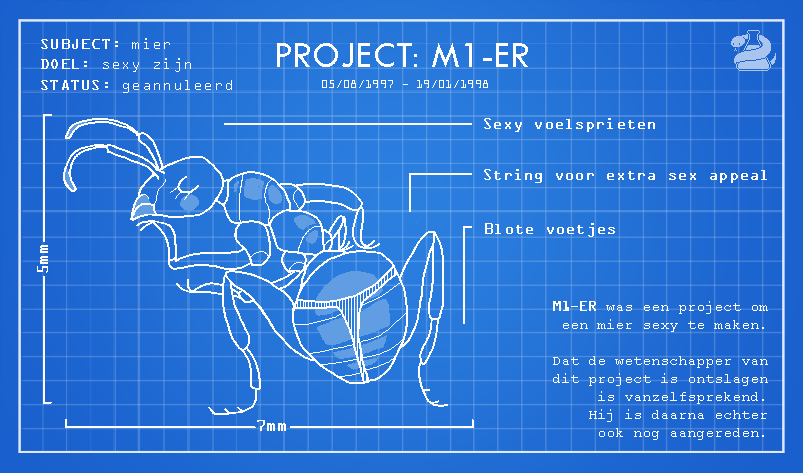 SUBJECT: mier
DOEL: sexy zijn
STATUS: geannuleerd
PROJECT: M1-ER
05/08/1997 - 19/01/1998
Sexy voelsprieten
String voor extra sex appeal
Blote voetjes
5mm
7mm
M1-ER was een project om
een mier sexy te maken.
Dat de wetenschapper van
dit project is ontslagen
is vanzelfsprekend.
Hij is daarna echter
ook nog aangereden.